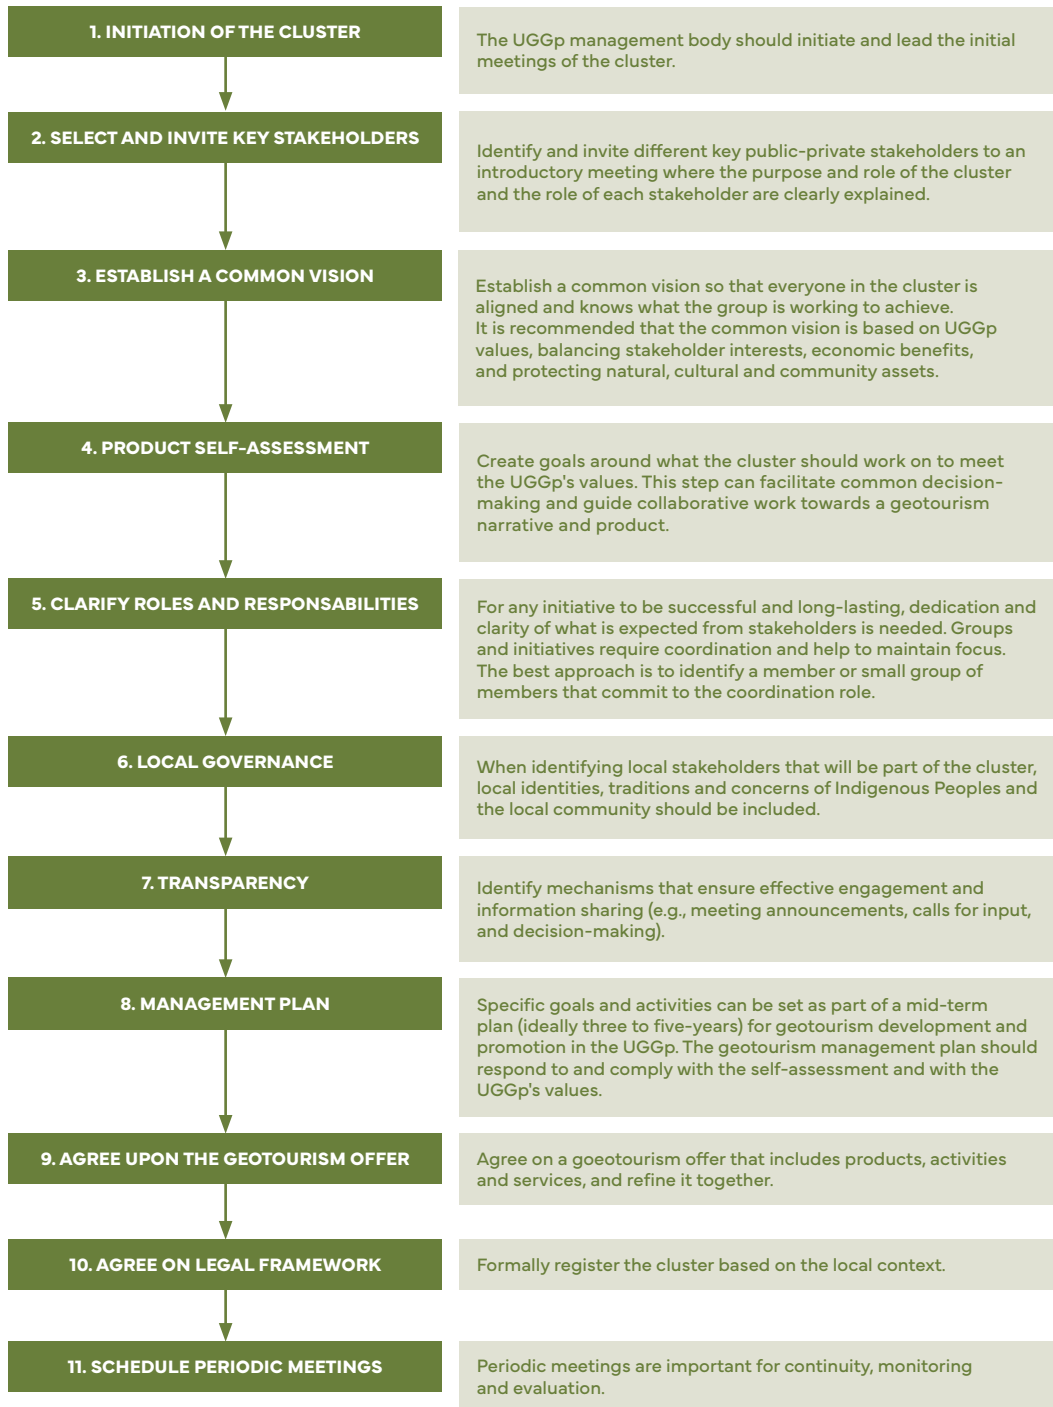 1. INITIATION OF THE CLUSTER
The UGGp management body should initiate and lead the initial
meetings of the cluster.
2. SELECT AND INVITE KEY STAKEHOLDERS
Identify and invite different key public-private stakeholders to an
introductory meeting where the purpose and role of the cluster
and the role of each stakeholder are clearly explained.
3. ESTABLISH A COMMON VISION
Establish a common vision so that everyone in the cluster is
aligned and knows what the group is working to achieve.
It is recommended that the common vision is based on UGGp
values, balancing stakeholder interests, economic benefits,
and protecting natural, cultural and community assets.
4. PRODUCT SELF-ASSESSMENT
Create goals around what the cluster should work on to meet
the UGGp's values. This step can facilitate common decision-
making and guide collaborative work towards a geotourism
narrative and product.
5. CLARIFY ROLES AND RESPONSABILITIES
For any initiative to be successful and long-lasting, dedication and
clarity of what is expected from stakeholders is needed. Groups
and initiatives require coordination and help to maintain focus.
The best approach is to identify a member or small group of
members that commit to the coordination role.
6. LOCAL GOVERNANCE
When identifying local stakeholders that will be part of the cluster,
local identities, traditions and concerns of Indigenous Peoples and
the local community should be included.
7. TRANSPARENCY
Identify mechanisms that ensure effective engagement and
information sharing (e.g., meeting announcements, calls for input,
and decision-making).
8. MANAGEMENT PLAN
Specific goals and activities can be set as part of a mid-term
plan (ideally three to five-years) for geotourism development and
promotion in the UGGp. The geotourism management plan should
respond to and comply with the self-assessment and with the
UGGp's values.
9. AGREE UPON THE GEOTOURISM OFFER
Agree on a goeotourism offer that includes products, activities
and services, and refine it together.
10. AGREE ON LEGAL FRAMEWORK
Formally register the cluster based on the local context.
11. SCHEDULE PERIODIC MEETINGS
Periodic meetings are important for continuity, monitoring
and evaluation.